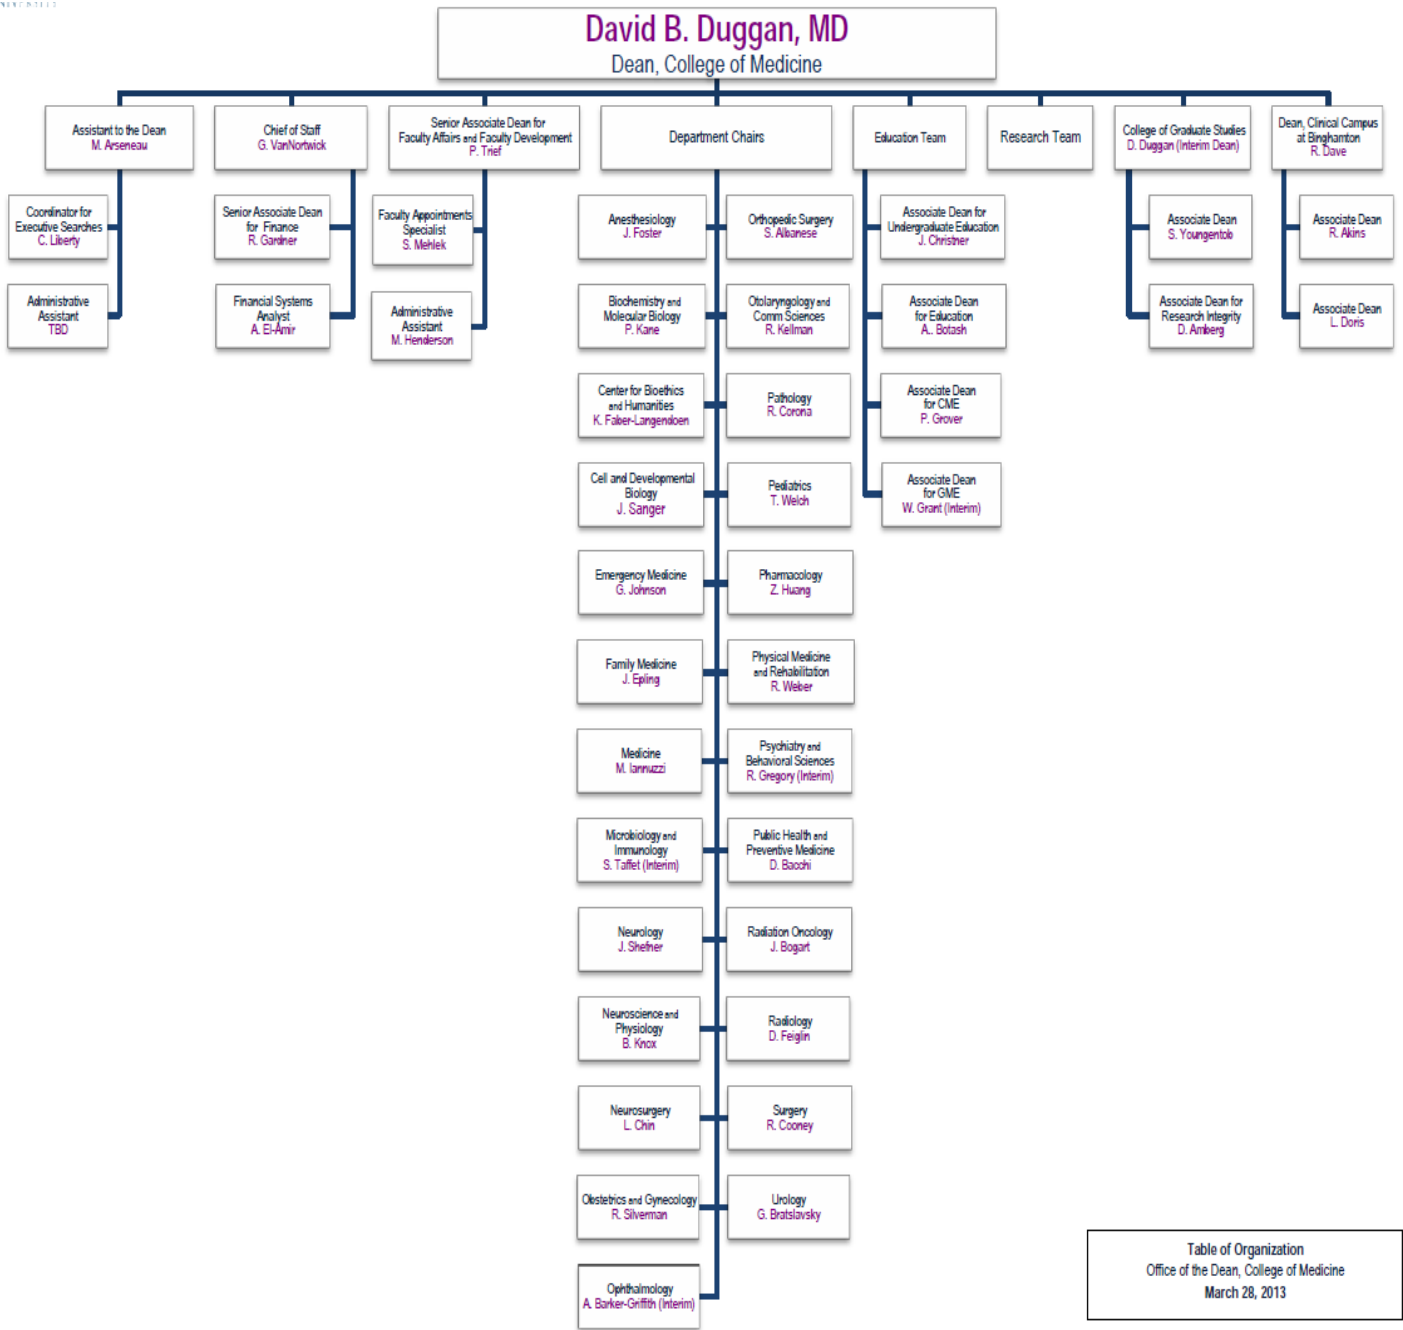 David B. Duggan, MD
Dean, College of Medicine
Assistant to the Dean
M. Arseneau
Chief of Staff
G. VanNortwick
Senior Associate Dean for
Faculty Affairs and Faculty Development
P. Trief
Department Chairs
Education Team
Research Team
College of Graduate Studies
D. Duggan (Interim Dean)
Dean, Clinical Campus
at Binghamton
R. Dave
Coordinator for
Executive Searches
C. Liberty
Administrative
Assistant
TBD
Senior Associate Dean
for Finance
R. Gardner
Financial Systems
Analyst
A. El-Amir
Faculty Appointments
Specialist
S. Mehlek
Administrative
Assistant
M. Henderson
Anesthesiology
J. Foster
Orthopedic Surgery
S. Albanese
Biochemistry and
Molecular Biology
P. Kane
Otolaryngology and
Comm Sciences
R. Kellman
Center for Bioethics
and Humanities
K. Faber-Langendoen
Pathology
R. Corona
Cell and Developmental
Biology
J. Sanger
Pediatrics
T. Welch
Emergency Medicine
G. Johnson
Pharmacology
Z. Huang
Family Medicine
J. Epling
Physical Medicine
and Rehabilitation
R. Weber
Medicine
M. Iannuzzi
Psychiatry and
Behavioral Sciences
R. Gregory (Interim)
Microbiology and
Immunology
S. Taffet (Interim)
Public Health and
Preventive Medicine
D. Bacchi
Neurology
J. Shefner
Radiation Oncology
J. Bogart
Neuroscience and
Physiology
B. Knox
Radiology
D. Feiglin
Neurosurgery
L. Chin
Surgery
R. Cooney
Obstetrics and Gynecology
R. Silverman
Urology
G. Bratslavsky
Ophthalmology
A. Barker-Griffith (Interim)
Associate Dean for
Undergraduate Education
J. Christner
Associate Dean
for Education
A.. Botash
Associate Dean
for CME
P. Grover
Associate Dean
for GME
W. Grant (Interim)
Associate Dean
S. Youngentob
Associate Dean for
Research Integrity
D. Amberg
Associate Dean
R. Akins
Associate Dean
L. Doris
Table of Organization
Office of the Dean, College of Medicine
March 28, 2013